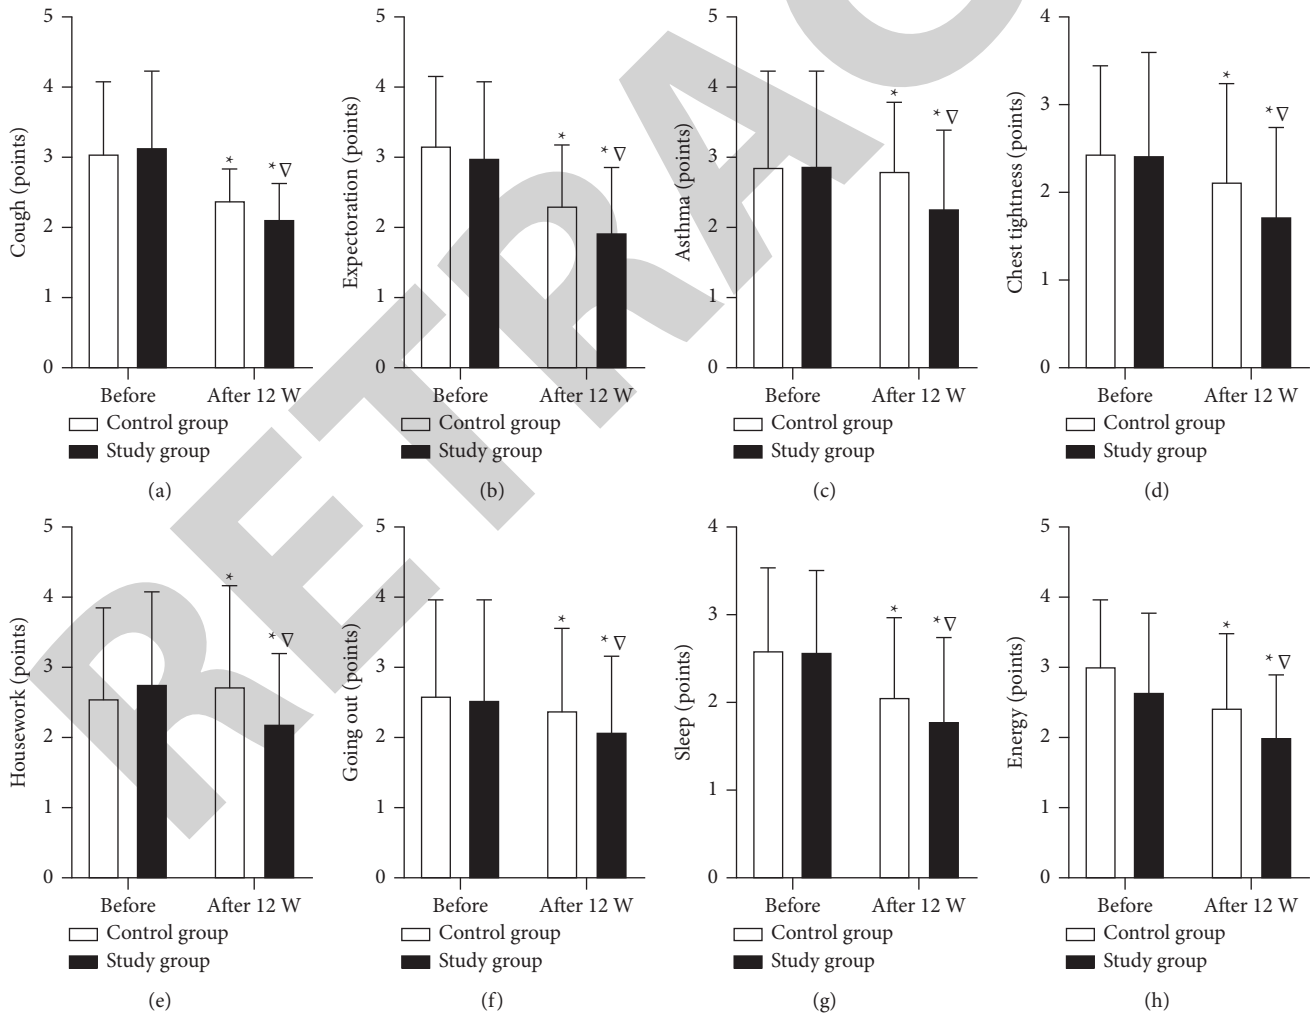 RETRAC
5
4
3
2
1
0
Cough (points)
*
* ∇
Before
After 12 W
Control group
Study group
(a)
5
4
3
2
1
0
Expectoration (points)
*
* ∇
Before
After 12 W
Control group
Study group
(b)
5
4
3
2
1
0
Asthma (points)
*
* ∇
Before
After 12 W
Control group
Study group
(c)
4
3
2
1
0
Chest tightness (points)
*
* ∇
Before
After 12 W
Control group
Study group
(d)
5
4
3
2
1
0
Housework (points)
*
* ∇
Before
After 12 W
Control group
Study group
(e)
5
4
3
2
1
0
Going out (points)
*
* ∇
Before
After 12 W
Control group
Study group
(f)
4
3
2
1
0
Sleep (points)
*
* ∇
Before
After 12 W
Control group
Study group
(g)
5
4
3
2
1
0
Energy (points)
*
* ∇
Before
After 12 W
Control group
Study group
(h)